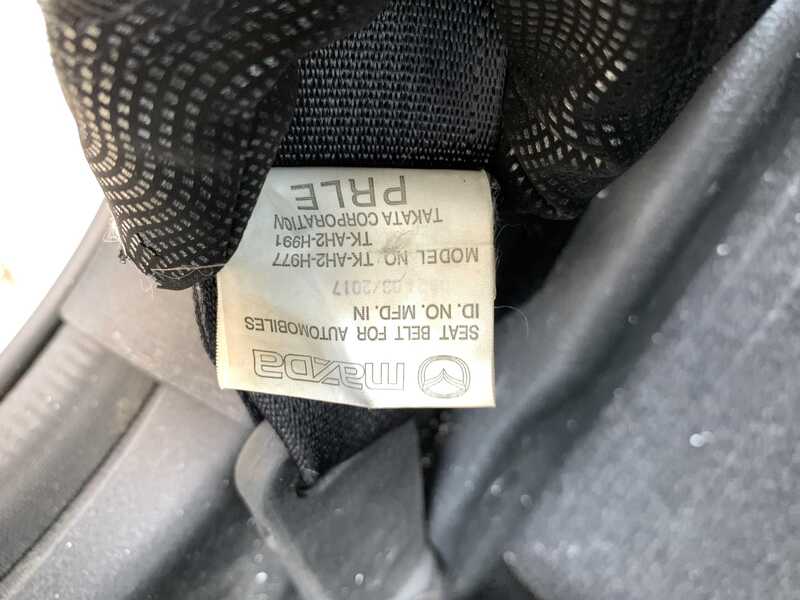 mazda
SEAT BELT FOR AUTOMOBILES
ID. NO. MFD. IN
03/2017
MODEL NO. TK-AH2-H977
TK-AH2-H991
TAKATA CORPORATION
PRLE